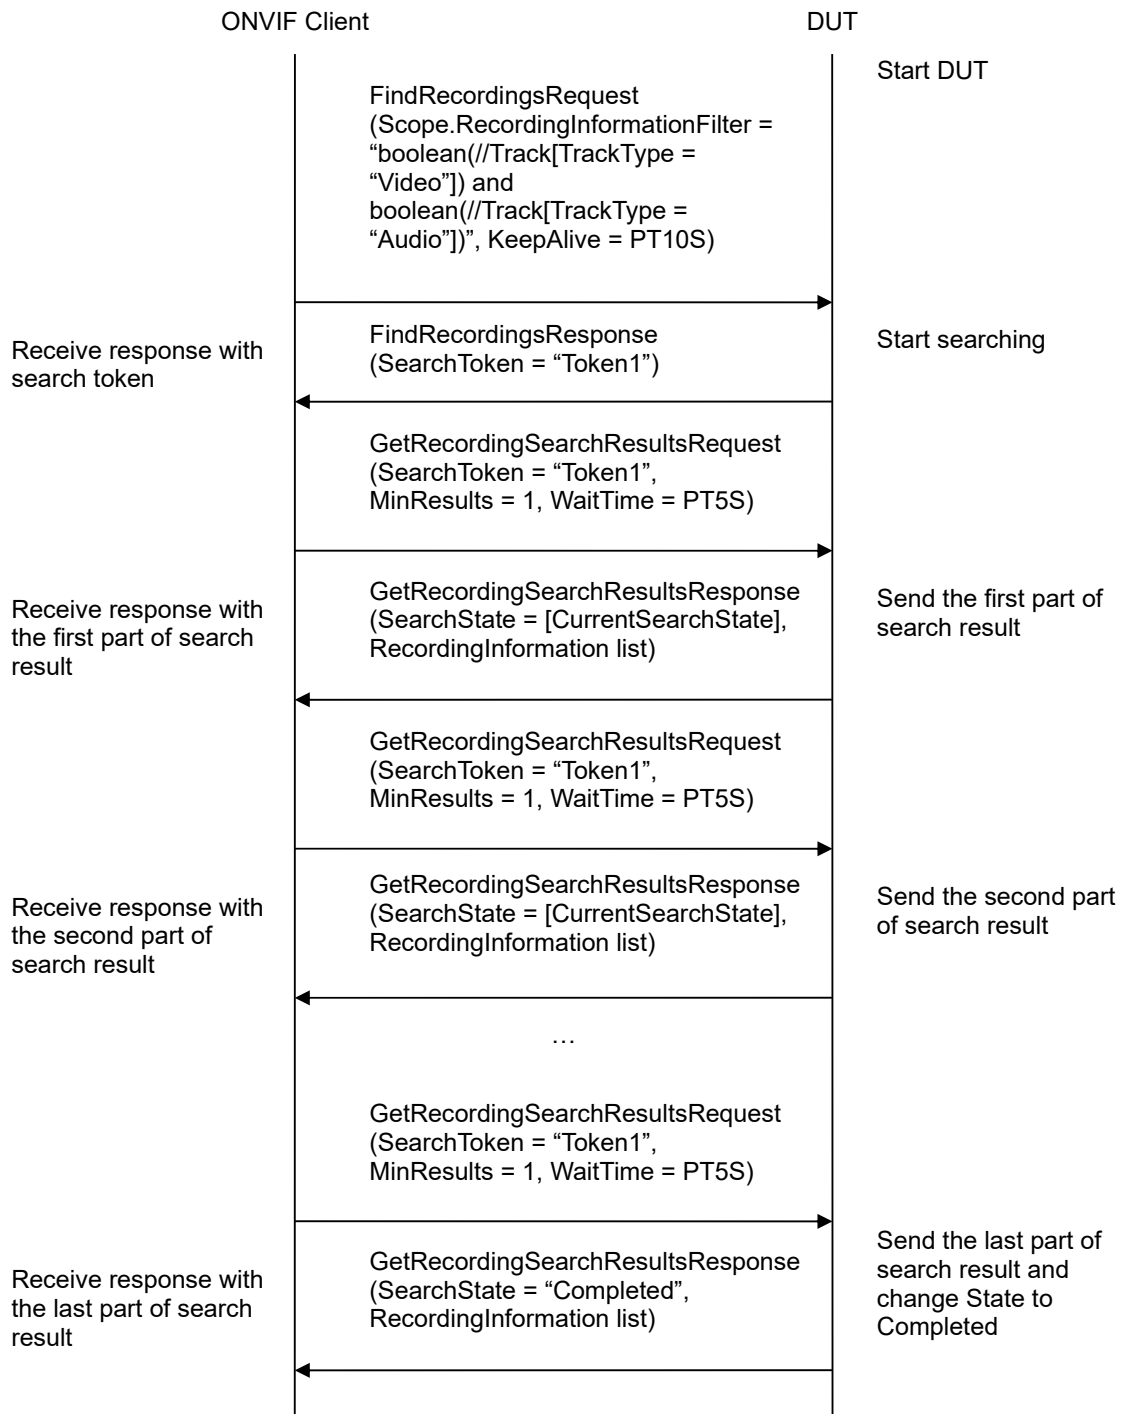 ONVIF Client
DUT
Start DUT
FindRecordingsRequest
(Scope.RecordingInformationFilter =
“boolean(//Track[TrackType =
“Video”]) and
boolean(//Track[TrackType =
“Audio”])”, KeepAlive = PT10S)
Receive response with
search token
FindRecordingsResponse
(SearchToken = “Token1”)
Start searching
GetRecordingSearchResultsRequest
(SearchToken = “Token1”,
MinResults = 1, WaitTime = PT5S)
Receive response with
the first part of search
result
GetRecordingSearchResultsResponse
(SearchState = [CurrentSearchState],
RecordingInformation list)
Send the first part of
search result
GetRecordingSearchResultsRequest
(SearchToken = “Token1”,
MinResults = 1, WaitTime = PT5S)
Receive response with
the second part of
search result
GetRecordingSearchResultsResponse
(SearchState = [CurrentSearchState],
RecordingInformation list)
Send the second part
of search result
…
GetRecordingSearchResultsRequest
(SearchToken = “Token1”,
MinResults = 1, WaitTime = PT5S)
Receive response with
the last part of search
result
GetRecordingSearchResultsResponse
(SearchState = “Completed”,
RecordingInformation list)
Send the last part of
search result and
change State to
Completed